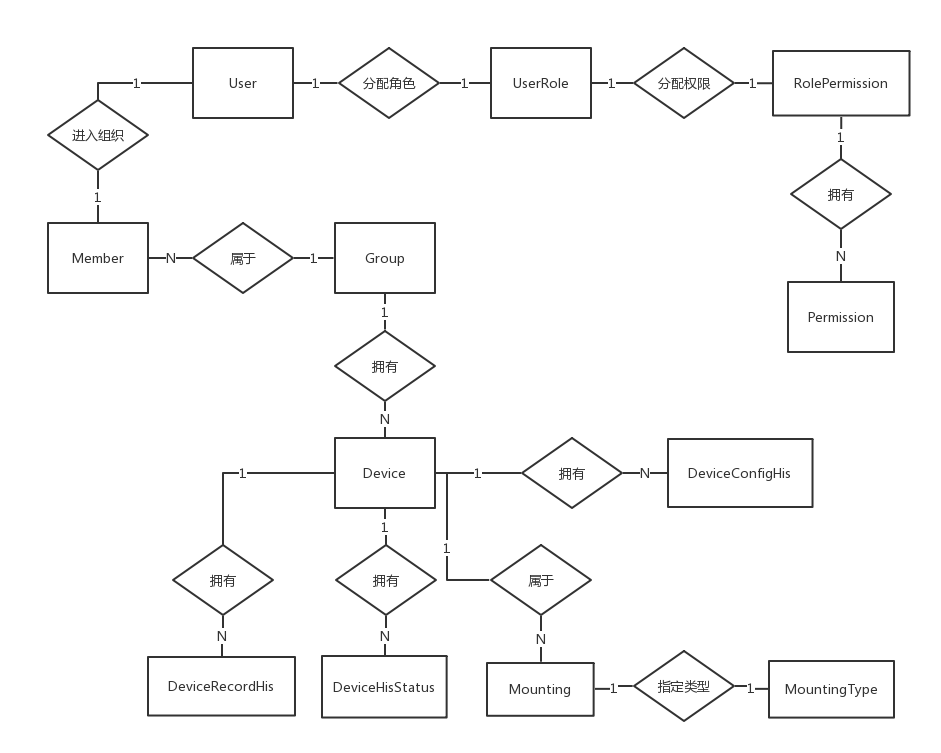 1 User 1 分配角色 1 UserRole 1 分配权限 1 RolePermission
进入组织
1
1
拥有
1
Member N 属于 1 Group
N
Permission
1
拥有
N
1 Device 1 拥有 N DeviceConfigHis
1
1
拥有 拥有 属于
N N N
DeviceRecordHis DeviceHisStatus Mounting 1 指定类型 1 MountingType